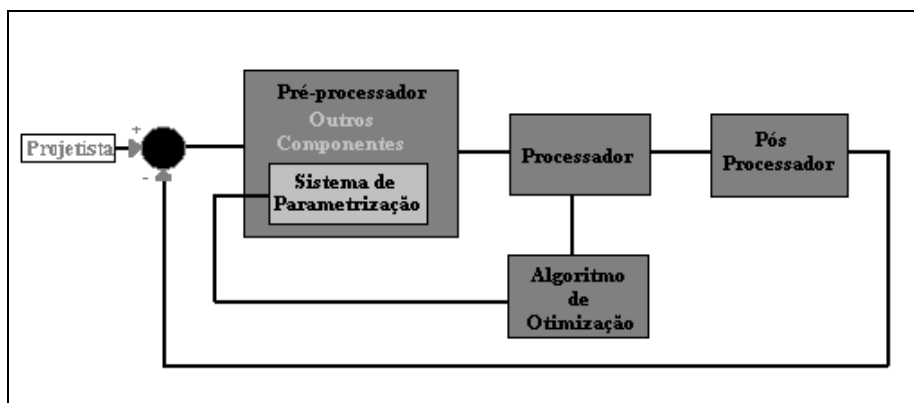 Projetista
+
-
Pré-processador
Outros
Componentes
Sistema de
Parametrização
Processador
Pós
Processador
Algoritmo
de
Otimização